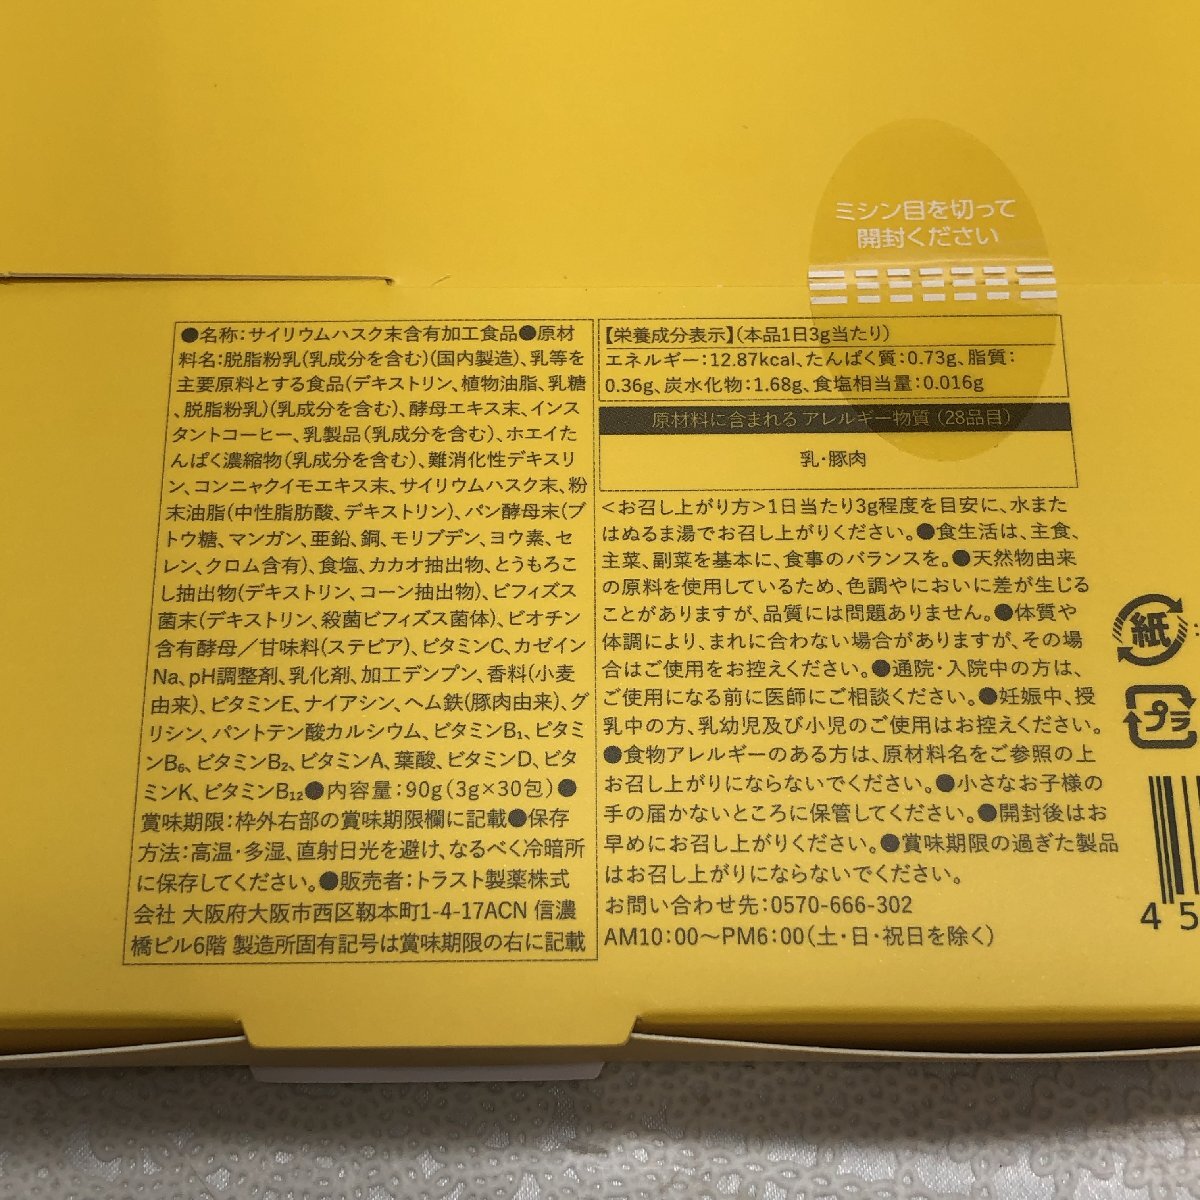 ミシン目を切って
開封ください
●名称:サイリウムハスク末含有加工食品●原材
料名:脱脂粉乳(乳成分を含む)(国内製造)、乳等を
主要原料とする食品(デキストリン、植物油脂、乳糖
、脱脂粉乳)(乳成分を含む)、酵母エキス末、インス
タントコーヒー、乳製品(乳成分を含む)、ホエイた
んぱく濃縮物(乳成分を含む)、難消化性デキスリ
ン、コンニャクイモエキス末、サイリウムハスク末、粉
末油脂(中性脂肪酸、デキストリン)、パン酵母末(ブ
トウ糖、マンガン、亜鉛、銅、モリブデン、ヨウ素、セ
レン、クロム含有)、食塩、カカオ抽出物、とうもろこ
し抽出物(デキストリン、コーン抽出物)、ビフィズス
菌末(デキストリン、殺菌ビフィズス菌体)、ビオチン
含有酵母/甘味料(ステビア)、ビタミンC、カゼイン
Na、pH調整剤、乳化剤、加工デンプン、香料(小麦
由来)、ビタミンE、ナイアシン、ヘム鉄(豚肉由来)、グ
リシン、パントテン酸カルシウム、ビタミンB₁、ビタミ
ンB₆、ビタミンB₂、ビタミンA、葉酸、ビタミンD、ビタ
ミンK、ビタミンB₁₂●内容量:90g(3g×30包)●
賞味期限:枠外右部の賞味期限欄に記載●保存
方法:高温・多湿、直射日光を避け、なるべく冷暗所
に保存してください。●販売者:トラスト製薬株式
会社 大阪府大阪市西区靱本町1-4-17ACN 信濃
橋ビル6階 製造所固有記号は賞味期限の右に記載
【栄養成分表示】(本品1日3g当たり)
エネルギー:12.87kcal、たんぱく質:0.73g、脂質:
0.36g、炭水化物:1.68g、食塩相当量:0.016g
原材料に含まれる アレルギー物質(28品目)
乳・豚肉
<お召し上がり方>1日当たり3g程度を目安に、水また
はぬるま湯でお召し上がりください。●食生活は、主食、
主菜、副菜を基本に、食事のバランスを。●天然物由来
の原料を使用しているため、色調やにおいに差が生じる
ことがありますが、品質には問題ありません。●体質や
体調により、まれに合わない場合がありますが、その場
合はご使用をお控えください。●通院・入院中の方は、
ご使用になる前に医師にご相談ください。●妊娠中、授
乳中の方、乳幼児及び小児のご使用はお控えください。
●食物アレルギーのある方は、原材料名をご参照の上
お召し上がりにならないでください。●小さなお子様の
手の届かないところに保管してください。●開封後はお
早めにお召し上がりください。●賞味期限の過ぎた製品
はお召し上がりにならないでください。
お問い合わせ先:0570-666-302
AM10:00〜PM6:00(土・日・祝日を除く)
紙:
プラ
45